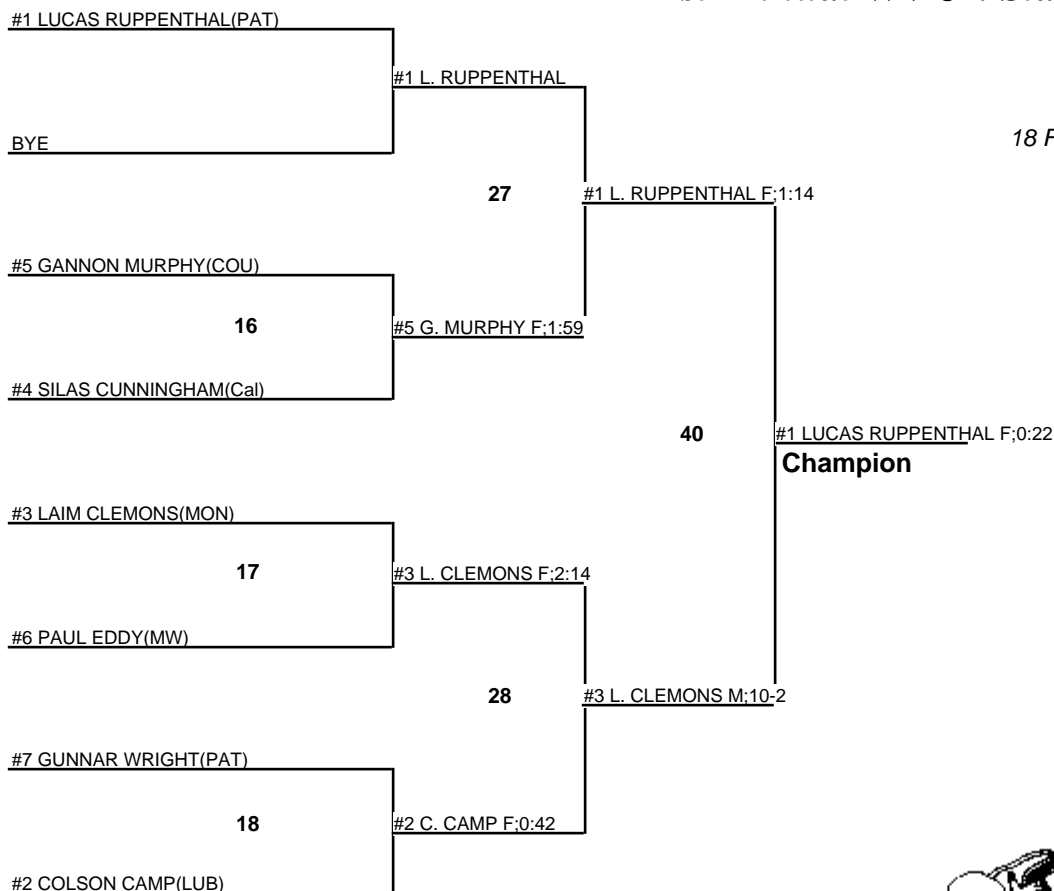 #1 LUCAS RUPPENTHAL(PAT)
#1 L. RUPPENTHAL
BYE
18
27
#1 L. RUPPENTHAL F;1:14
#5 GANNON MURPHY(COU)
16
#5 G. MURPHY F;1:59
#4 SILAS CUNNINGHAM(Cal)
40
#1 LUCAS RUPPENTHAL F;0:22
Champion
#3 LAIM CLEMONS(MON)
17
#3 L. CLEMONS F;2:14
#6 PAUL EDDY(MW)
28
#3 L. CLEMONS M;10-2
#7 GUNNAR WRIGHT(PAT)
18
#2 C. CAMP F;0:42
#2 COLSON CAMP(LUB)